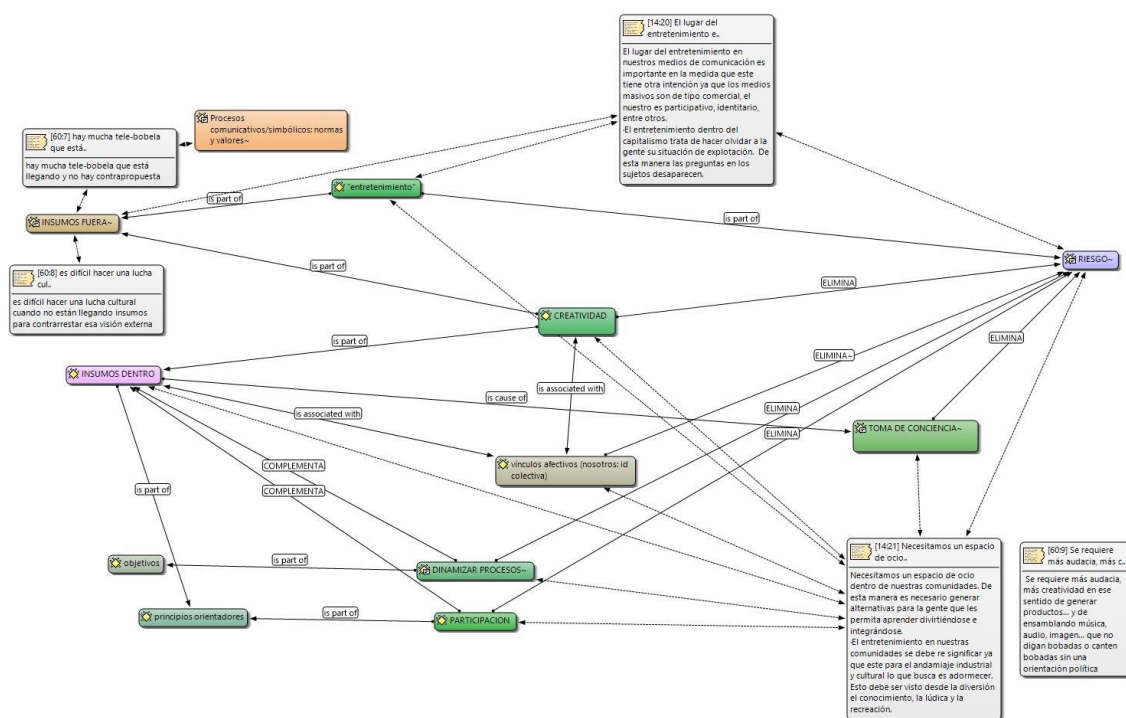 [14:20] El lugar del
entretenimiento e..
El lugar del entretenimiento en
nuestros medios de comunicación es
importante en la medida que este
tiene otra intención ya que los medios
masivos son de tipo comercial, el
nuestro es participativo, identitario,
entre otros.
·El entretenimiento dentro del
capitalismo trata de hacer olvidar a la
gente su situación de explotación. De
esta manera las preguntas en los
sujetos desaparecen.
Procesos
comunicativos/simbólicos: normas
y valores~
[60:7] hay mucha tele-bobela
que está..
hay mucha tele-bobela que está
llegando y no hay contrapropuesta
"entretenimiento"
is part of
INSUMOS FUERA~
is part of
RIESGO~
[60:8] es difícil hacer una lucha
cul..
es difícil hacer una lucha cultural
cuando no están llegando insumos
para contrarrestar esa visión externa
is part of
ELIMINA
CREATIVIDAD
is part of
ELIMINA
ELIMINA~
INSUMOS DENTRO
is associated with
is cause of
is associated with
ELIMINA
TOMA DE CONCIENCIA~
ELIMINA
vínculos afectivos (nosotros: id
colectiva)
COMPLEMENTA
is part of
COMPLEMENTA
objetivos
is part of
DINAMIZAR PROCESOS~
principios orientadores
is part of
PARTICIPACION
[14:21] Necesitamos un espacio
de ocio..
Necesitamos un espacio de ocio
dentro de nuestras comunidades. De
esta manera es necesario generar
alternativas para la gente que les
permita aprender divirtiéndose e
integrándose.
·El entretenimiento en nuestras
comunidades se debe re significar ya
que este para el andamiaje industrial
y cultural lo que busca es adormecer.
Esto debe ser visto desde la diversión
el conocimiento, la lúdica y la
recreación.
[60:9] Se requiere
más audacia, más c..
Se requiere más audacia,
más creatividad en ese
sentido de generar
productos... y de
ensamblando música,
audio, imagen... que no
digan bobadas o canten
bobadas sin una
orientación política